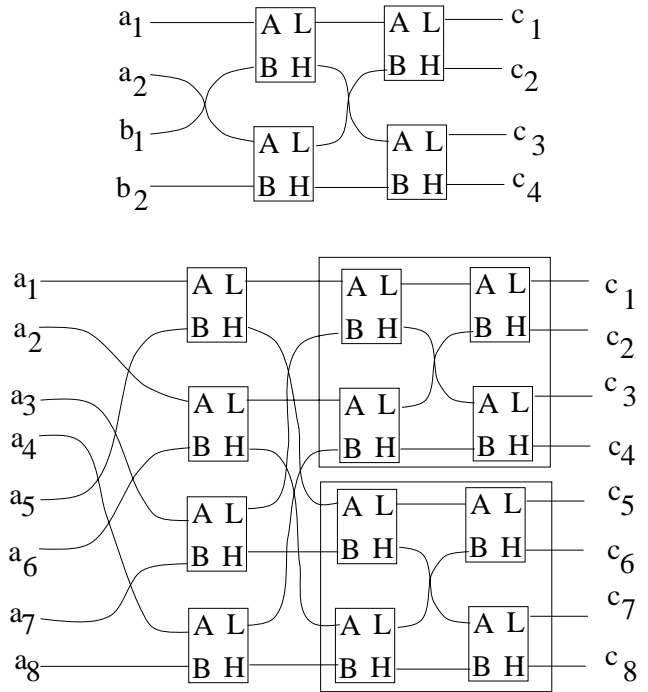 a1 A L A L c1
a2 B H B H c2
b1 A L A L c3
b2 B H B H c4
a1 A L A L A L c1
a2 B H B H B H c2
a3 A L A L A L c3
a4 B H B H B H c4
a5 A L A L A L c5
a6 B H B H B H c6
a7 A L A L A L c7
a8 B H B H B H c8